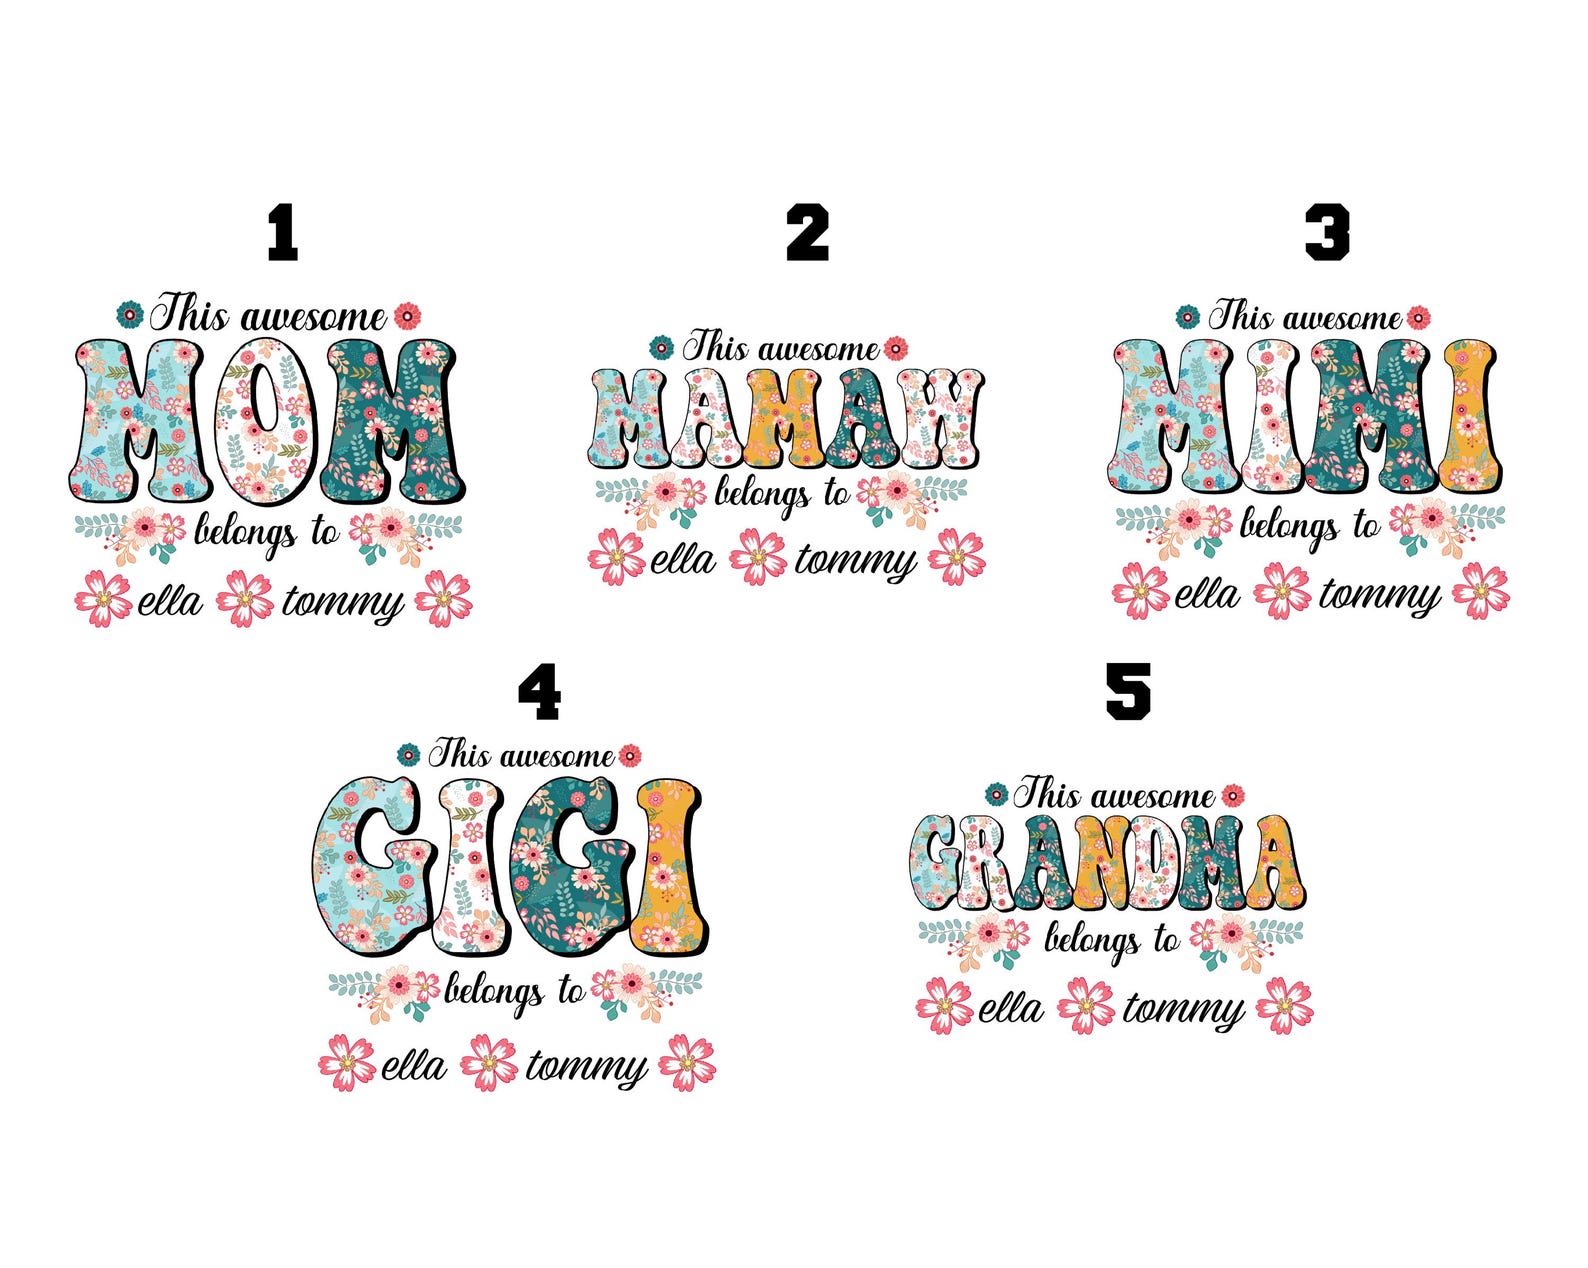 1
This awesome
MOM
belongs to
ella tommy
2
This awesome
MAMAW
belongs to
ella tommy
3
This awesome
MIMI
belongs to
ella tommy
4
This awesome
GIGI
belongs to
ella tommy
5
This awesome
GRANDMA
belongs to
ella tommy